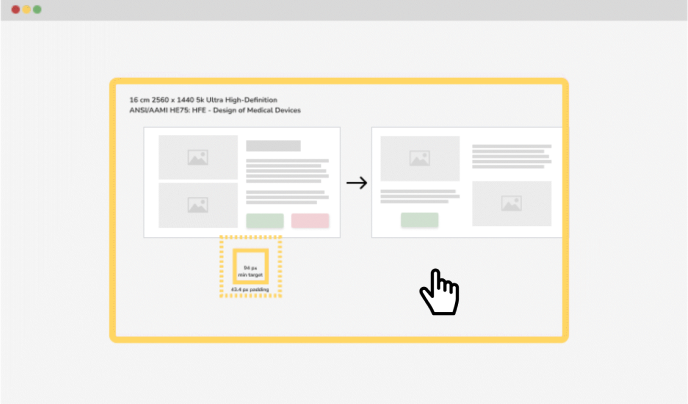 16 cm 2560 x 1440 5k Ultra High-Definition
ANSI/AAMI HE75: HFE - Design of Medical Devices
94 px
min target
43.4 px padding